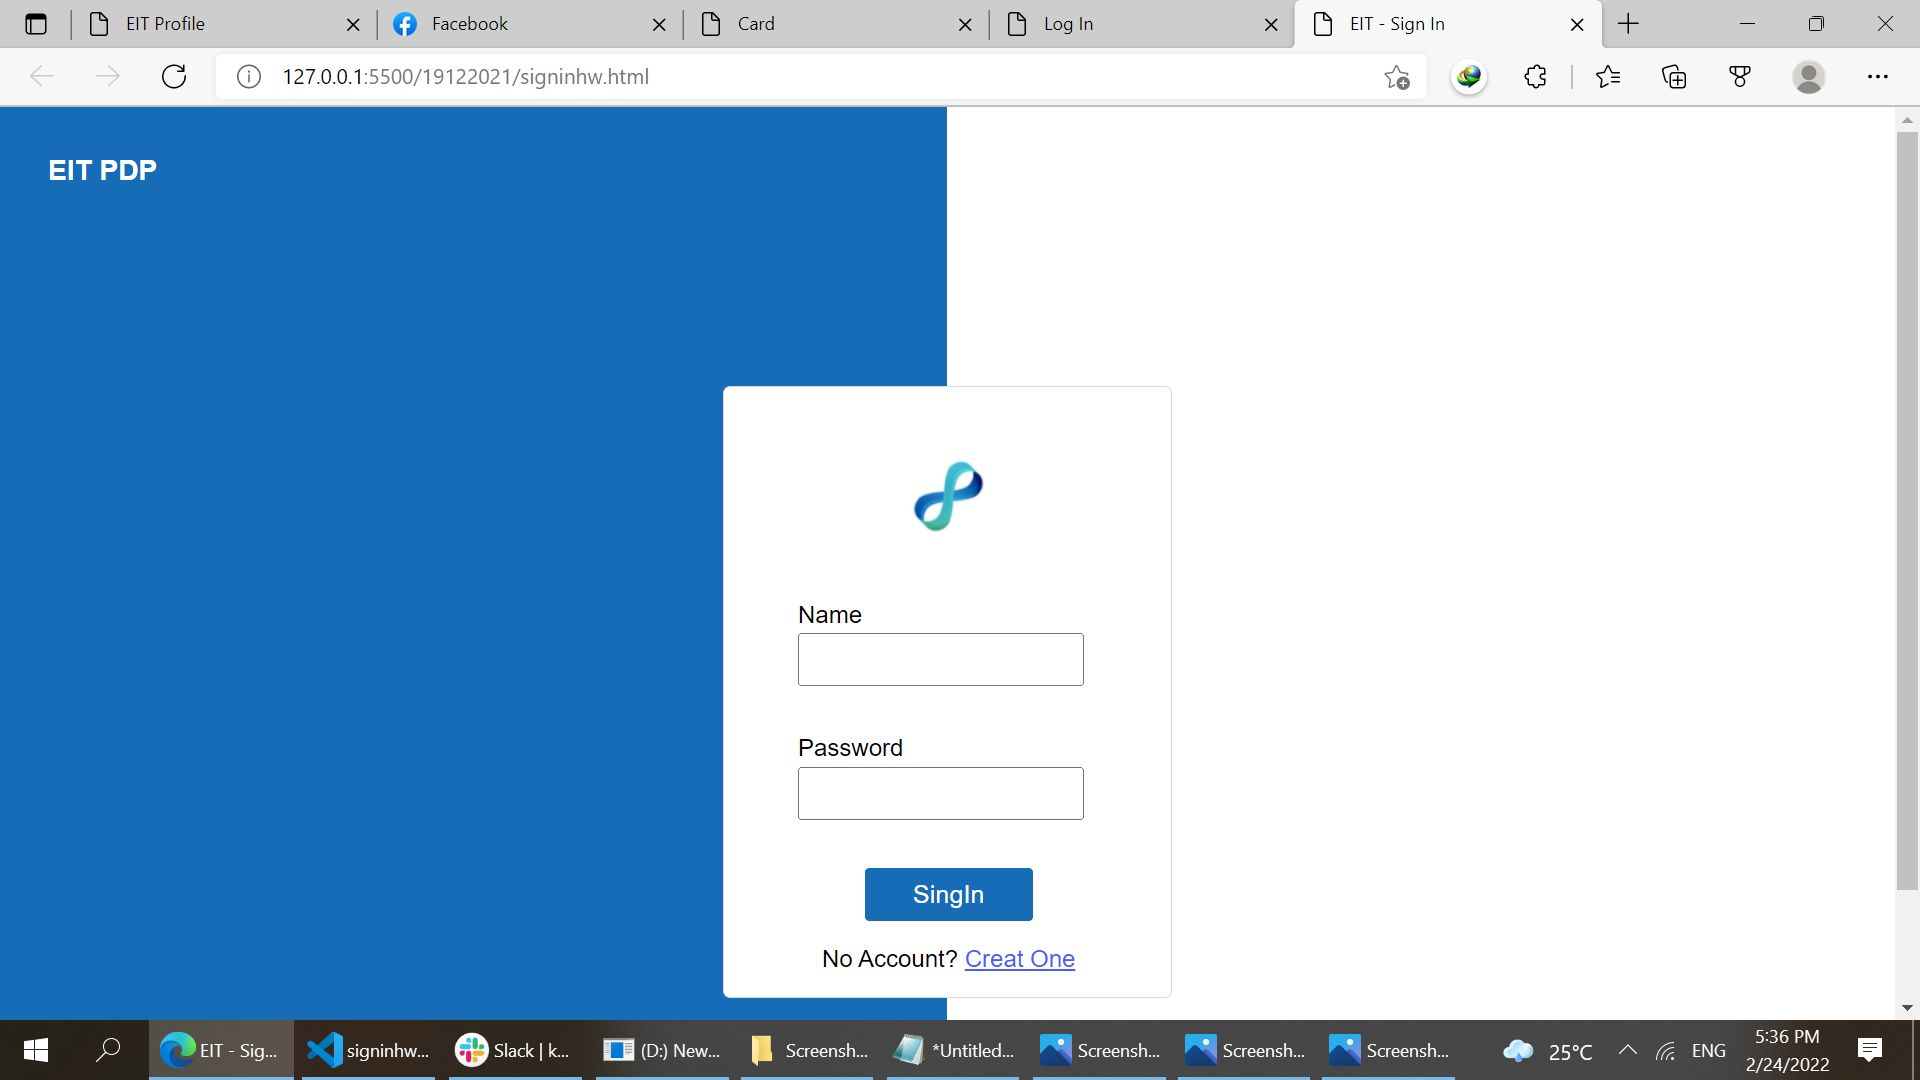 EIT Profile
Facebook
Card
Log In
EIT - Sign In
127.0.0.1:5500/19122021/signinhw.html
EIT PDP
Name
Password
SingIn
No Account? Creat One
EIT - Sig...
signinhw...
Slack | k...
(D:) New...
Screensh...
*Untitled...
Screensh...
Screensh...
Screensh...
25°C
ENG
5:36 PM
2/24/2022